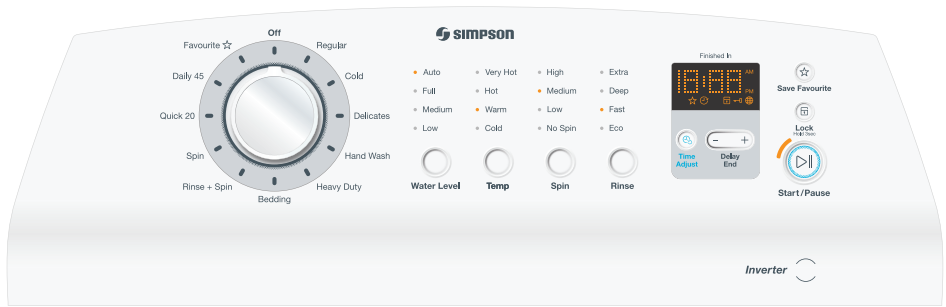 SIMPSON
Off
Regular
Cold
Delicates
Hand Wash
Heavy Duty
Bedding
Rinse + Spin
Spin
Quick 20
Daily 45
Favourite
Auto
Full
Medium
Low
Water Level
Very Hot
Hot
Warm
Cold
Temp
High
Medium
Low
No Spin
Spin
Extra
Deep
Fast
Eco
Rinse
Finished In
18:88
AM
PM
Time
Adjust
- +
Delay
End
Save Favourite
Lock
Hold 3sec
Start/Pause
Inverter